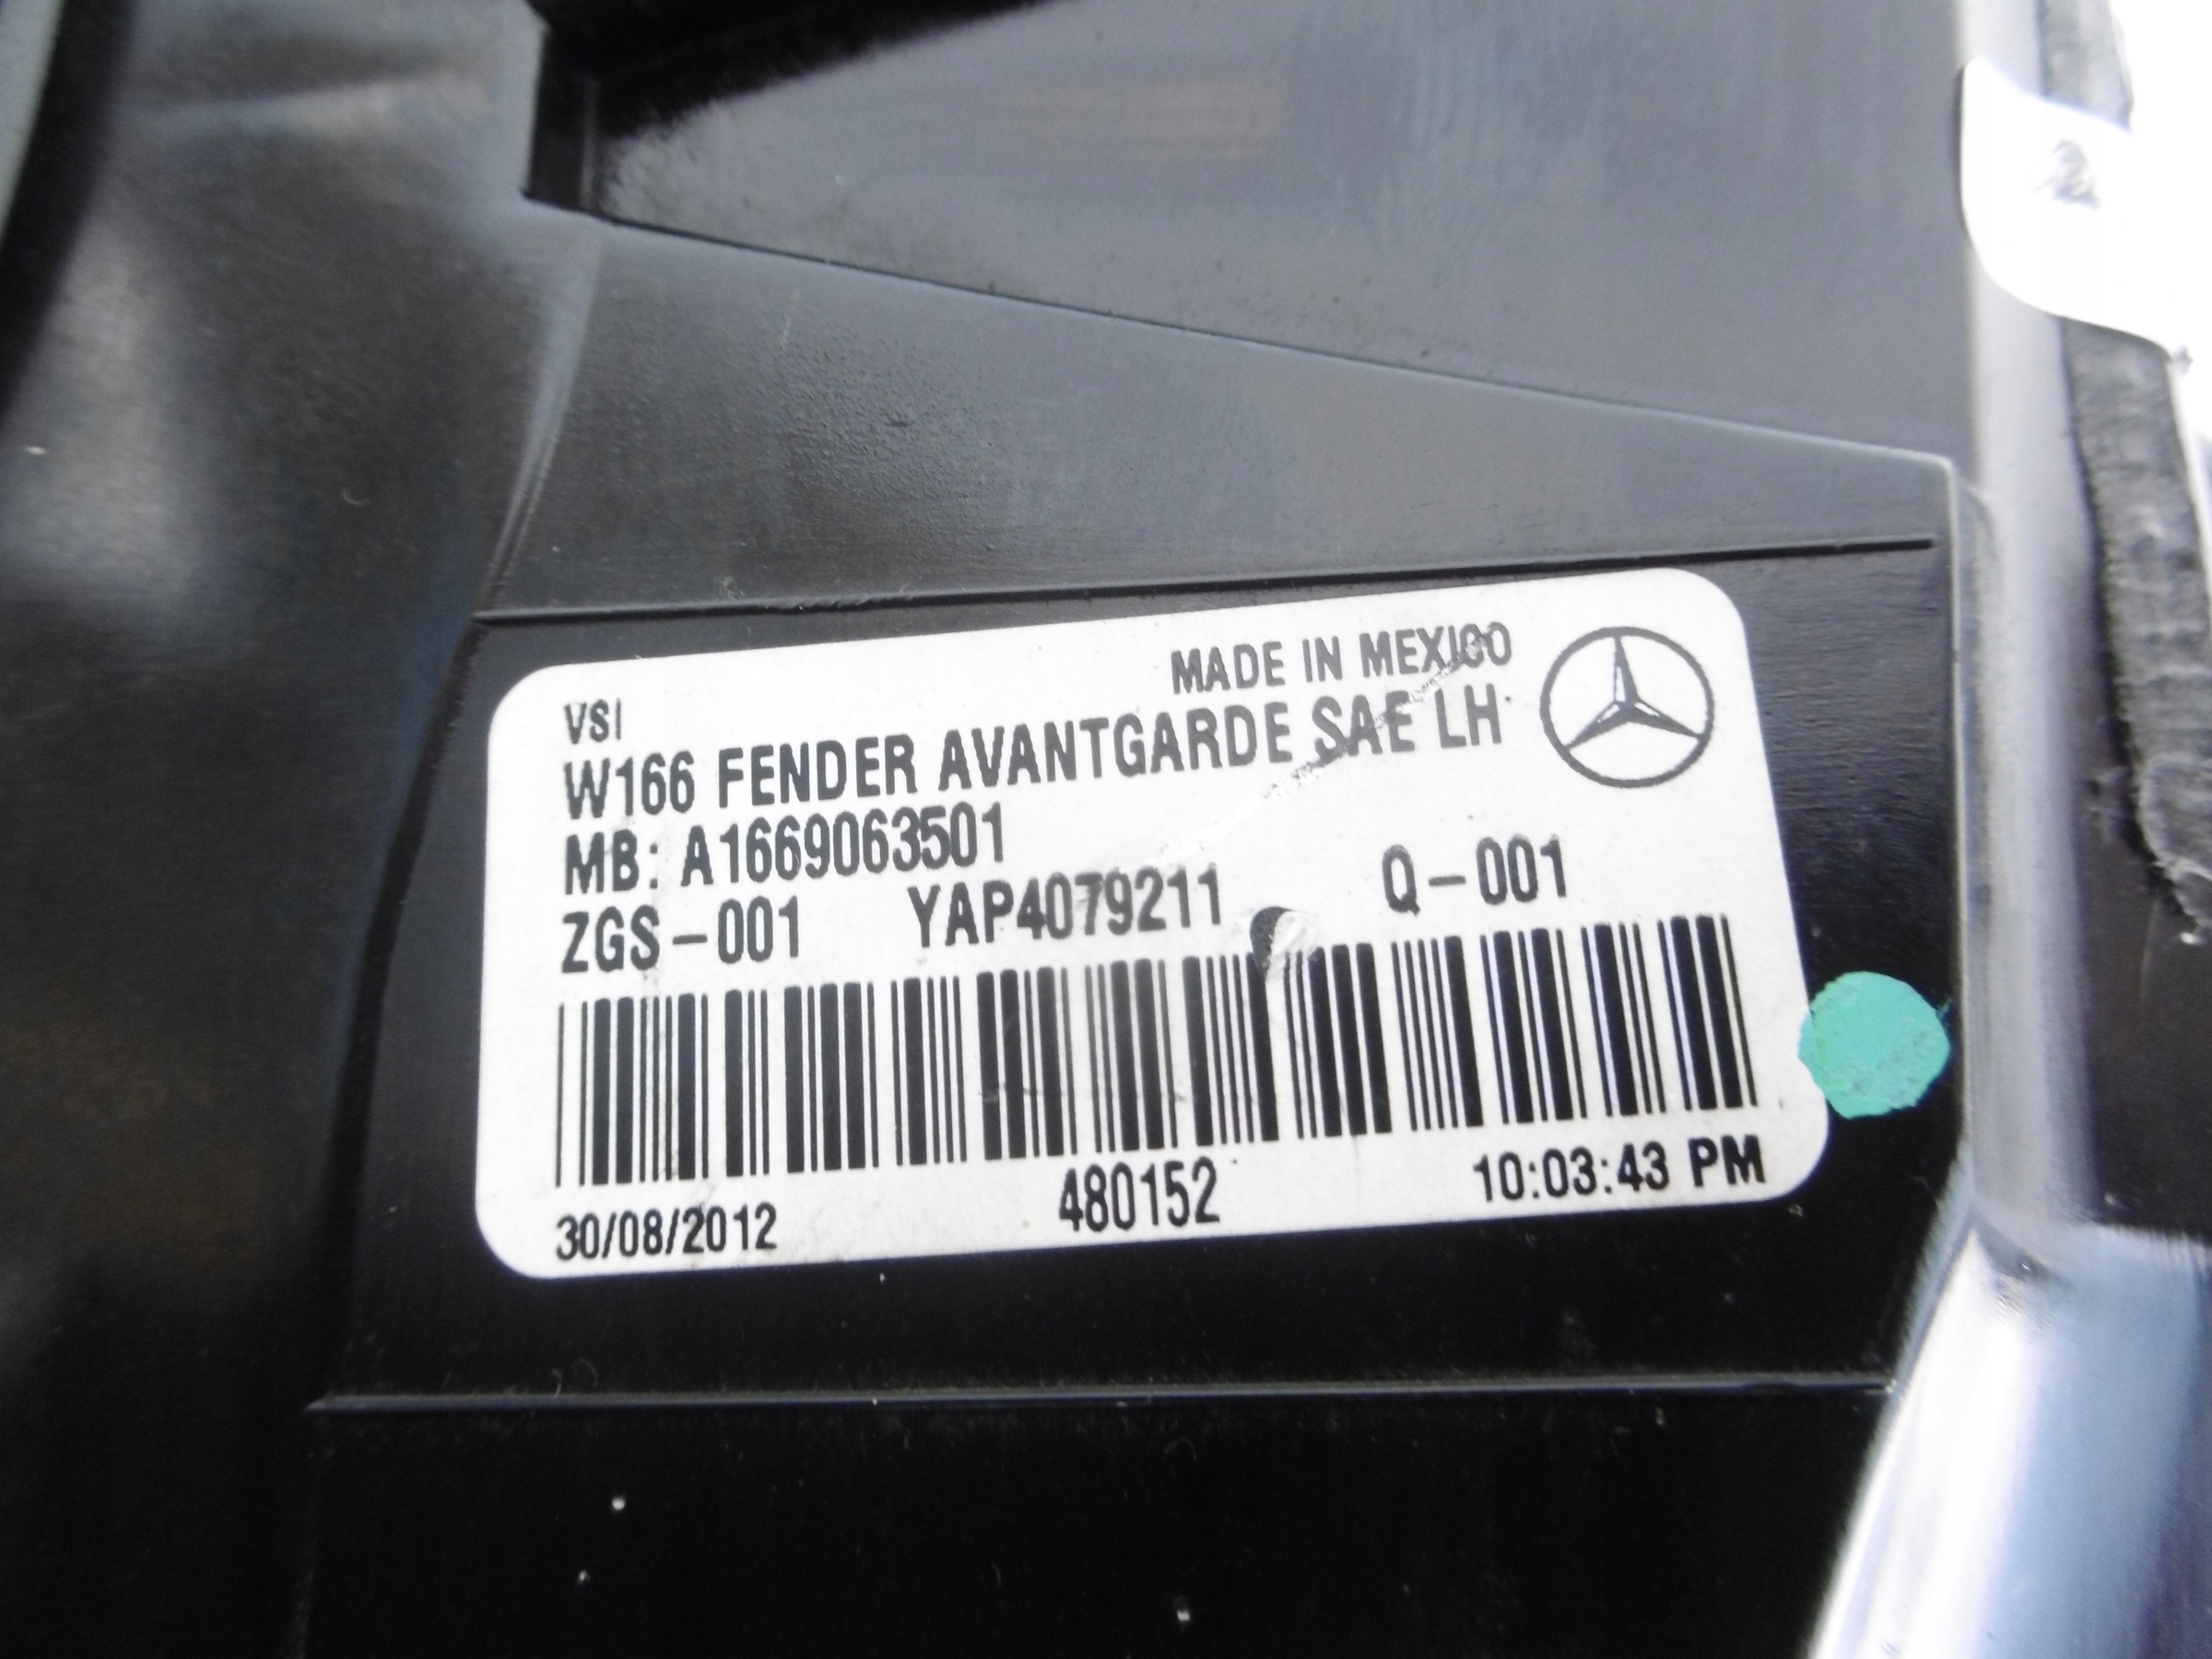 MADE IN MEXICO
VSI
W166 FENDER AVANTGARDE SAE LH
MB: A1669063501
ZGS-001 YAP4079211 Q-001
30/08/2012 480152 10:03:43 PM